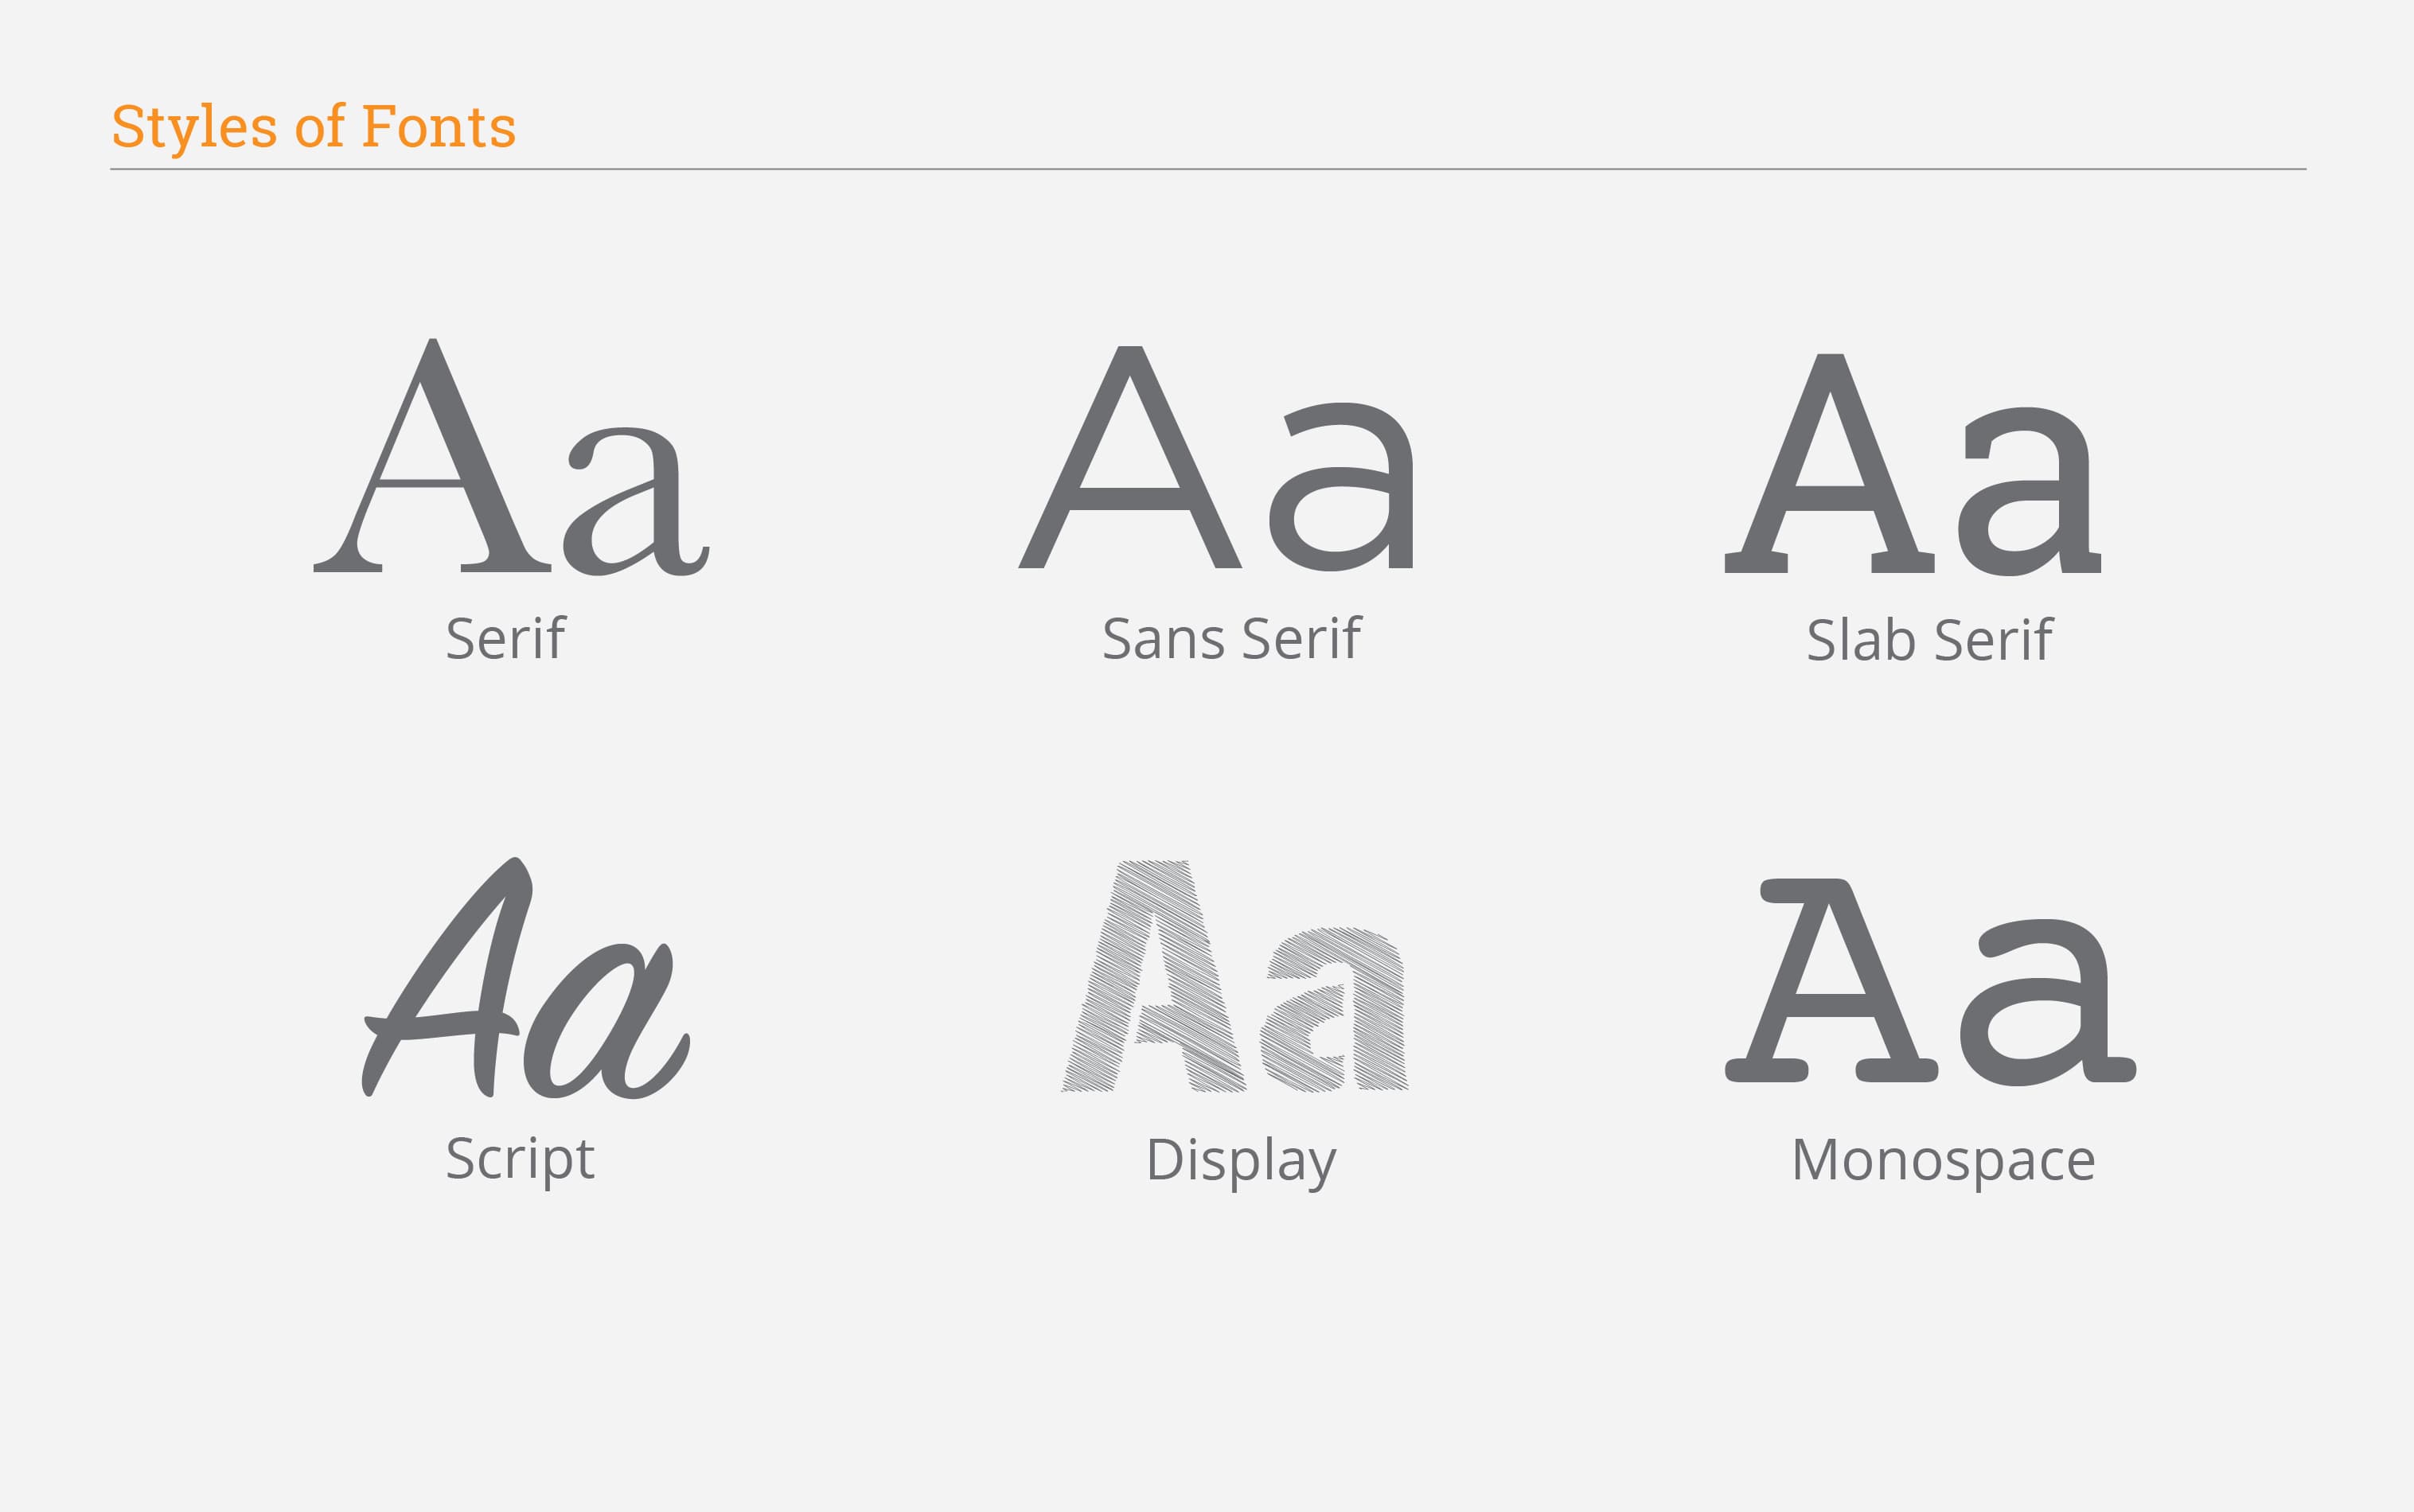 Styles of Fonts
Aa Aa Aa
Serif Sans Serif Slab Serif
Aa Aa Aa
Script Display Monospace